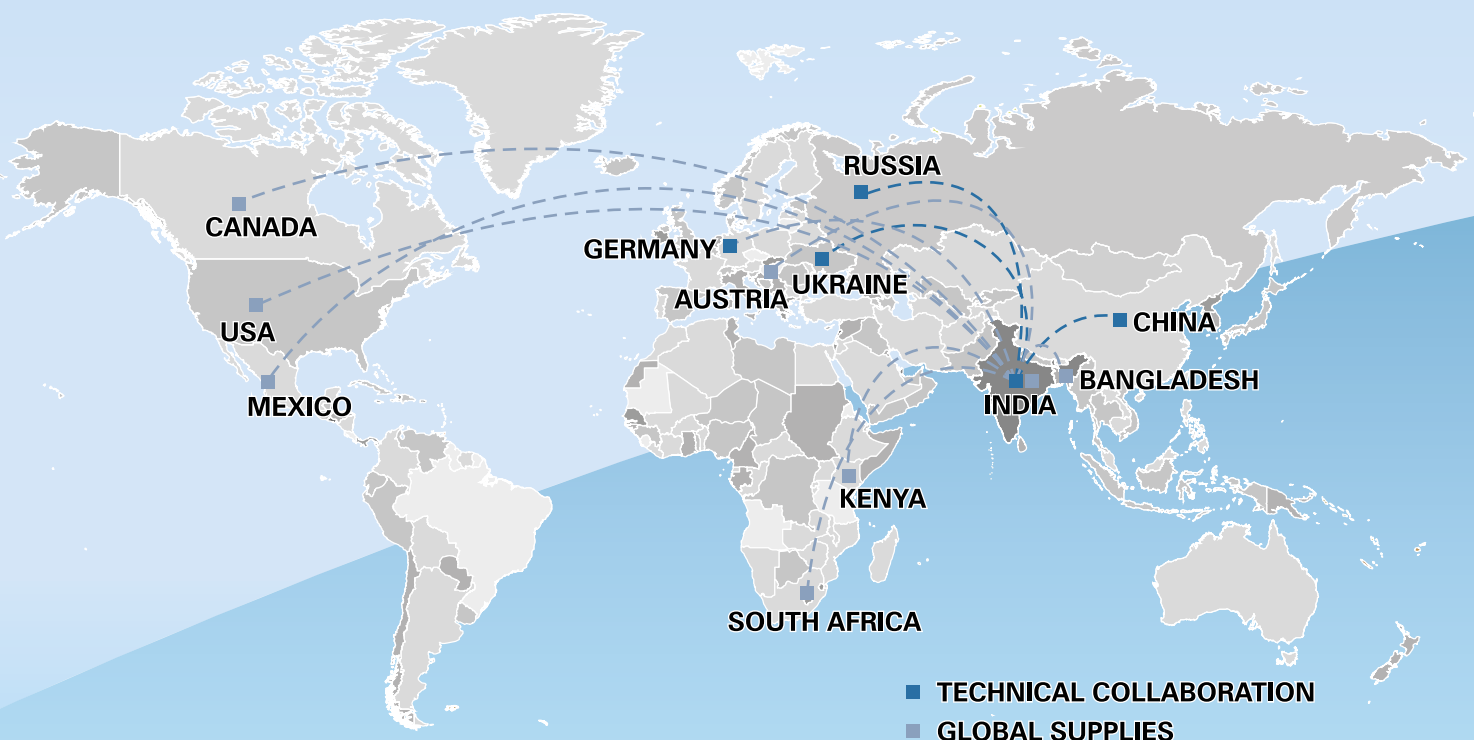 RUSSIA
CANADA
GERMANY
UKRAINE
AUSTRIA
USA
CHINA
BANGLADESH
INDIA
MEXICO
KENYA
SOUTH AFRICA
TECHNICAL COLLABORATION
GLOBAL SUPPLIES